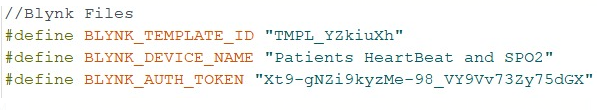 //Blynk Files
#define BLYNK_TEMPLATE_ID "TMPL_YZkiuXh"
#define BLYNK_DEVICE_NAME "Patients HeartBeat and SPO2"
#define BLYNK_AUTH_TOKEN "Xt9-gNZi9kyzMe-98_VY9Vv73Zy75dGX"